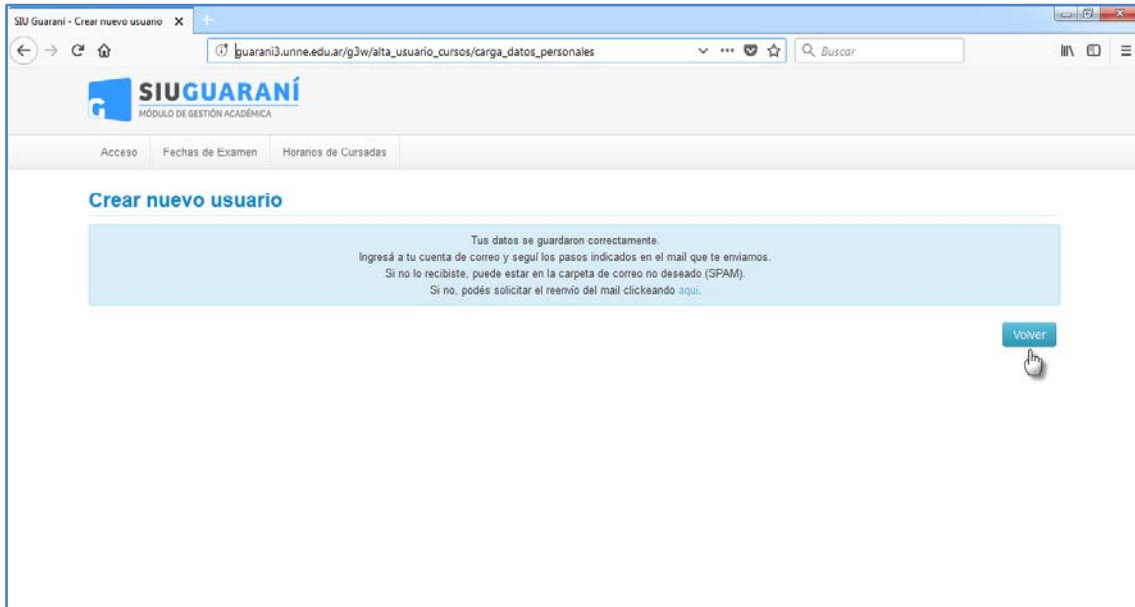 SIU Guaraní - Crear nuevo usuario
guarani3.unne.edu.ar/g3w/alta_usuario_cursos/carga_datos_personales
Buscar
G
SIUGUARANÍ
MÓDULO DE GESTIÓN ACADÉMICA
Acceso Fechas de Examen Horarios de Cursadas
Crear nuevo usuario
Tus datos se guardaron correctamente.
Ingresá a tu cuenta de correo y seguí los pasos indicados en el mail que te enviamos.
Si no lo recibiste, puede estar en la carpeta de correo no deseado (SPAM).
Si no, podés solicitar el reenvío del mail clickeando aquí.
Volver